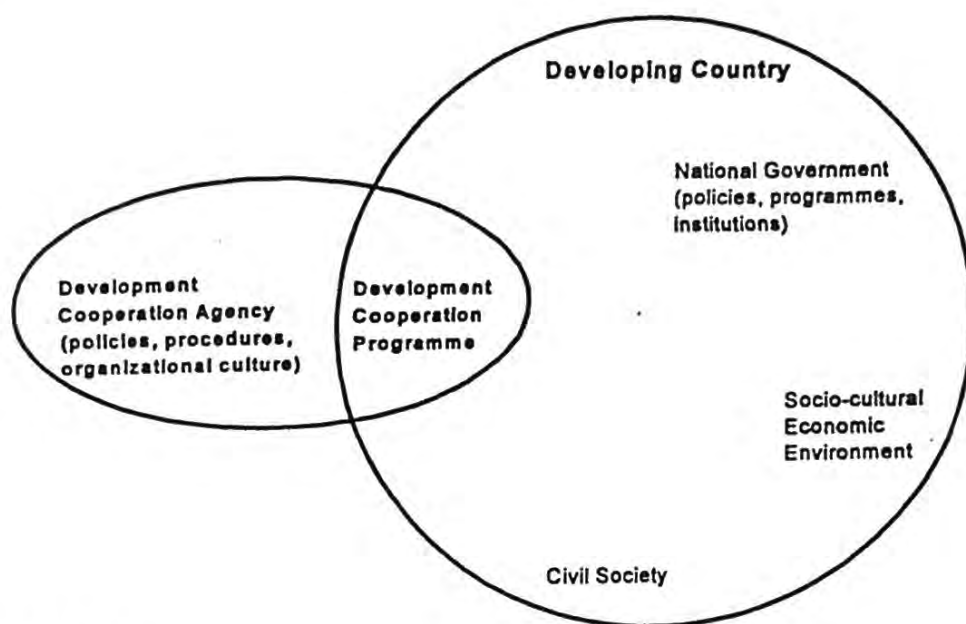 Developing Country
National Government
(policies, programmes,
institutions)
Development
Cooperation Agency
(policies, procedures,
organizational culture)
Development
Cooperation
Programme
Socio-cultural
Economic
Environment
Civil Society